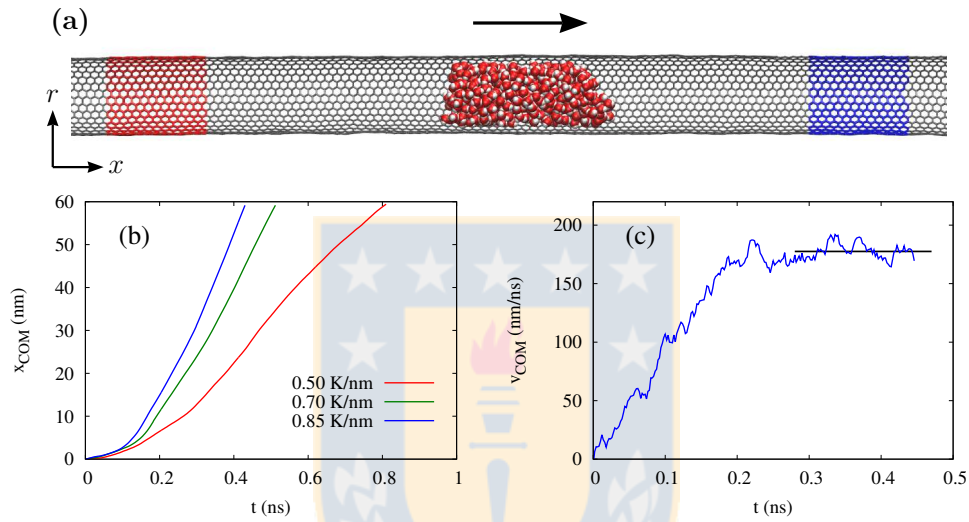 (a)
r
x
60
50
40
30
20
10
0
x_COM (nm)
(b)
0.50 K/nm
0.70 K/nm
0.85 K/nm
0 0.2 0.4 0.6 0.8 1
t (ns)
200
150
100
50
0
v_COM (nm/ns)
(c)
0 0.1 0.2 0.3 0.4 0.5
t (ns)